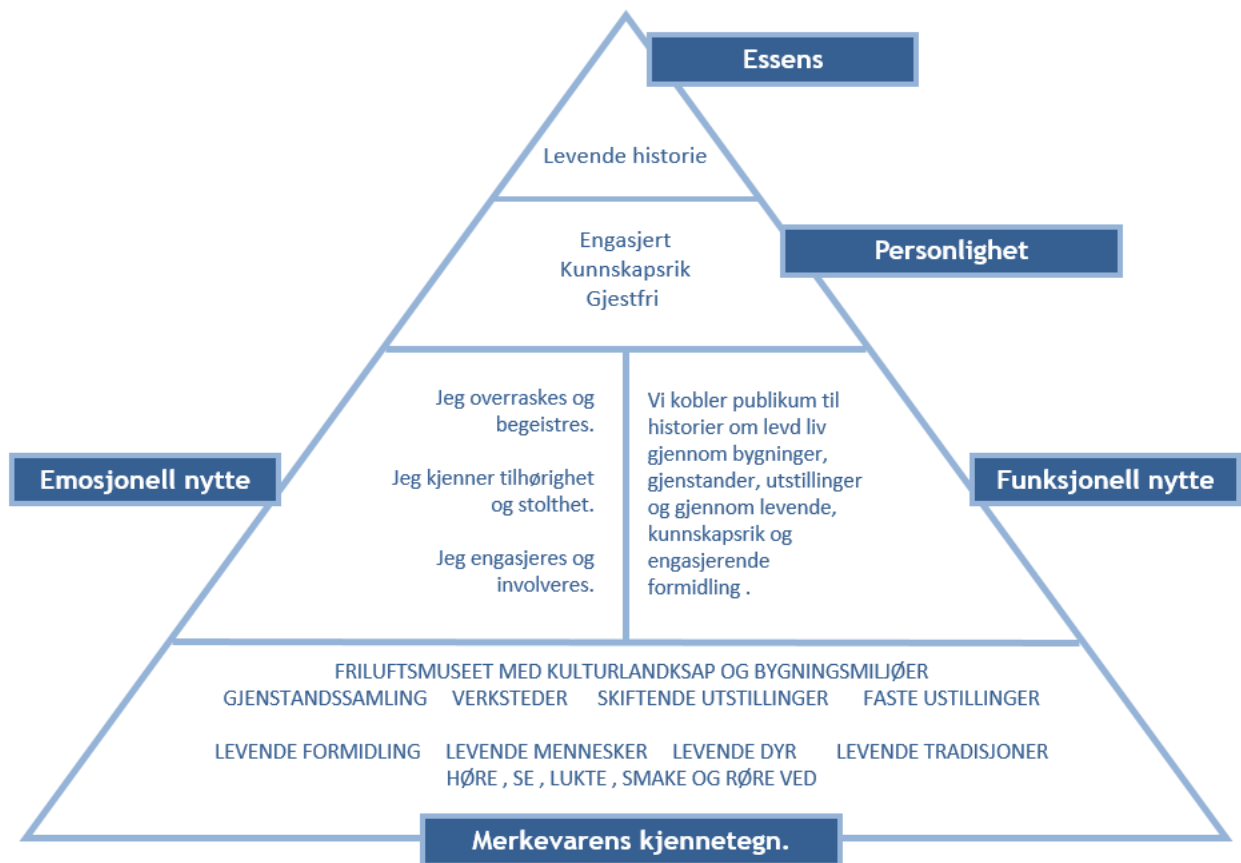 Essens
Levende historie
Engasjert
Kunnskapsrik
Gjestfri
Personlighet
Emosjonell nytte
Jeg overraskes og
begeistres.
Jeg kjenner tilhørighet
og stolthet.
Jeg engasjeres og
involveres.
Vi kobler publikum til
historier om levd liv
gjennom bygninger,
gjenstander, utstillinger
og gjennom levende,
kunnskapsrik og
engasjerende
formidling .
Funksjonell nytte
FRILUFTSMUSEET MED KULTURLANDKSAP OG BYGNINGSMILJØER
GJENSTANDSSAMLING VERKSTEDER SKIFTENDE UTSTILLINGER FASTE USTILLINGER
LEVENDE FORMIDLING LEVENDE MENNESKER LEVENDE DYR LEVENDE TRADISJONER
HØRE , SE , LUKTE , SMAKE OG RØRE VED
Merkevarens kjennetegn.